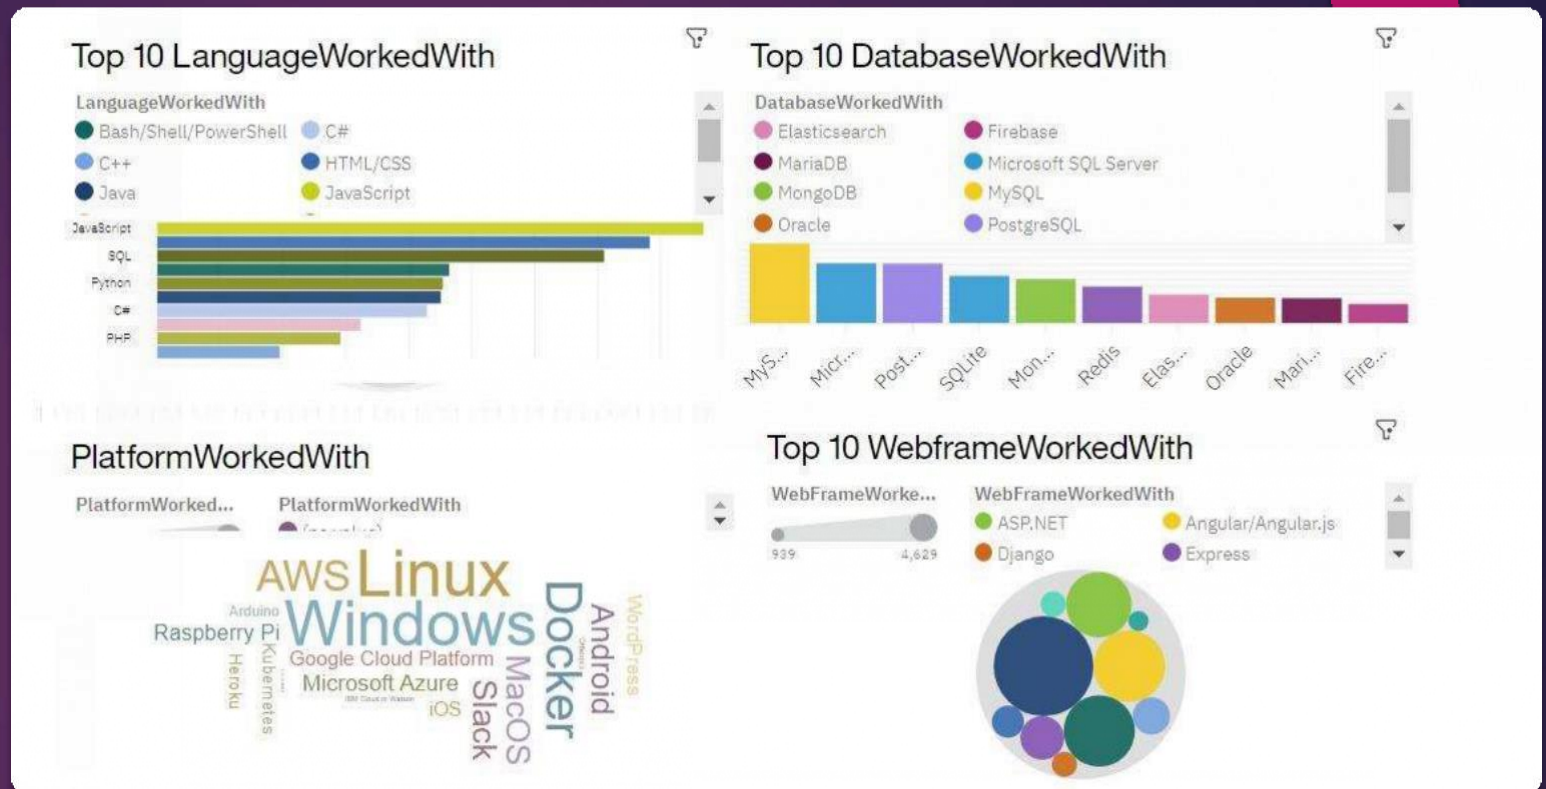 Top 10 LanguageWorkedWith
LanguageWorkedWith
Bash/Shell/PowerShell C#
C++ HTML/CSS
Java JavaScript
JavaScript
SQL
Python
C#
PHP
Top 10 DatabaseWorkedWith
DatabaseWorkedWith
Elasticsearch Firebase
MariaDB Microsoft SQL Server
MongoDB MySQL
Oracle PostgreSQL
MyS... Micr... Post... SQLite Mon... Redis Elas... Oracle Mari... Fire...
PlatformWorkedWith
PlatformWorked... PlatformWorkedWith
AWS
Linux
Arduino
Windows
Raspberry Pi
Google Cloud Platform
Microsoft Azure
iOS
Heroku
Kubernetes
Slack
MacOS
Docker
Android
WordPress
Top 10 WebframeWorkedWith
WebFrameWorke... WebFrameWorkedWith
ASP.NET Angular/Angular.js
939 4,629 Django Express